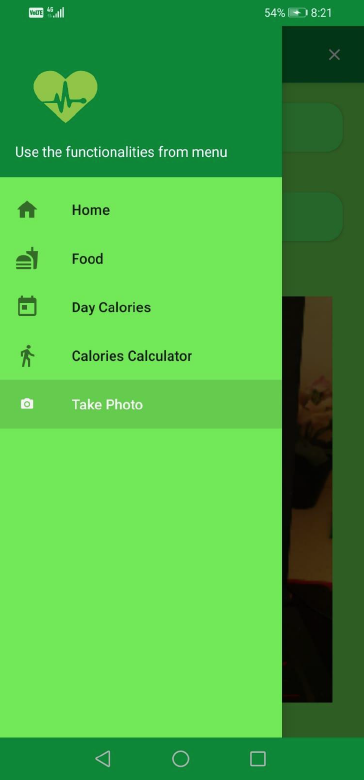 VoLTE 4G 54% 8:21
Use the functionalities from menu
Home
Food
Day Calories
Calories Calculator
Take Photo